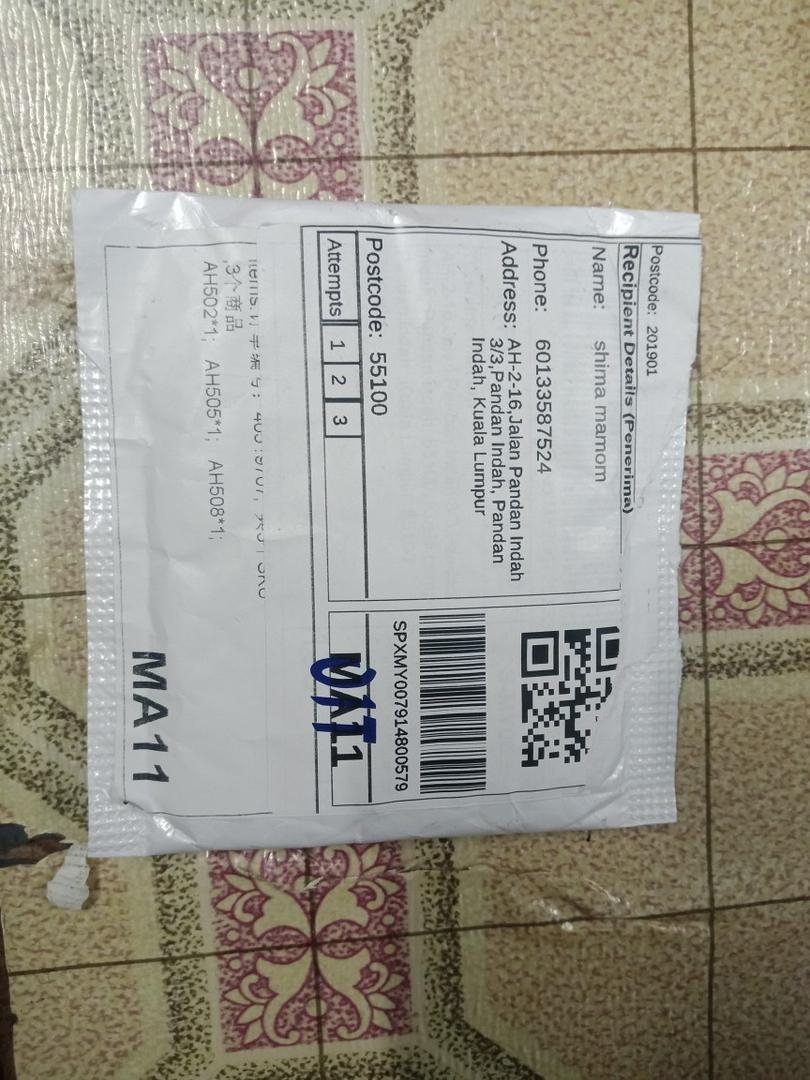 Postcode: 201901
Recipient Details (Penerima)
Name: shima mamom
Phone: 60133587524
Address: AH-2-16,Jalan Pandan Indah
3/3,Pandan Indah, Pandan
Indah, Kuala Lumpur
Postcode: 55100
Attempts 1 2 3
SPXMY007914800579
MA11
,3个商品
AH502*1; AH505*1; AH508*1;
MA11